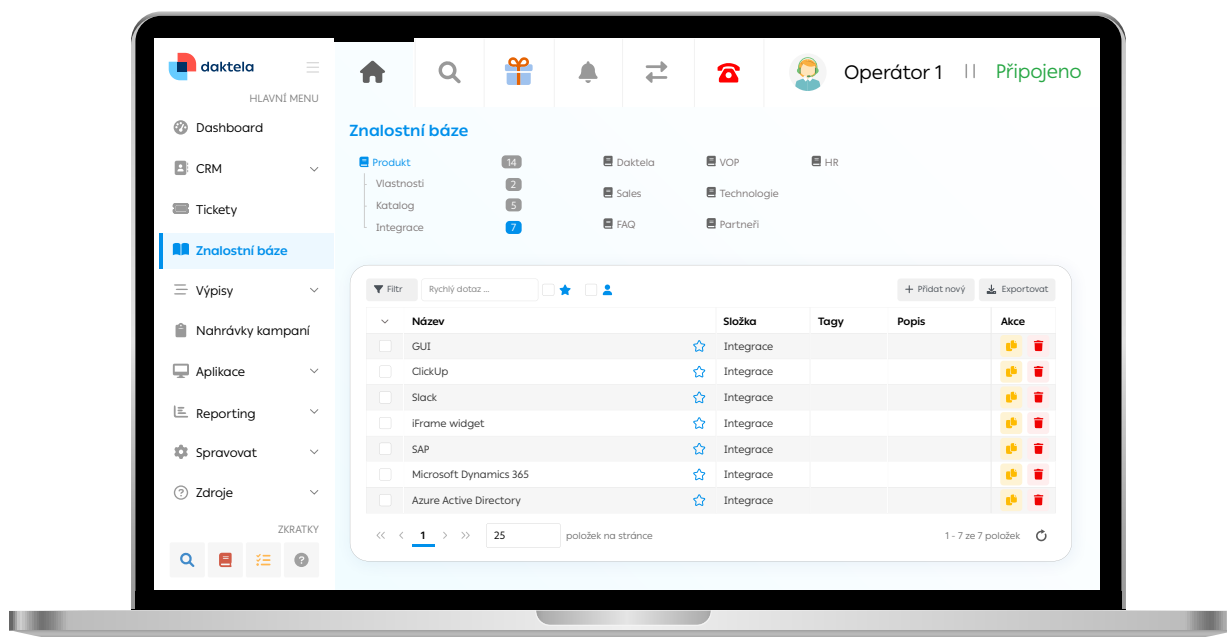 daktela
HLAVNÍ MENU
Dashboard
CRM
Tickety
Znalostní báze
Výpisy
Nahrávky kampaní
Aplikace
Reporting
Spravovat
Zdroje
ZKRATKY
Operátor 1 Připojeno
Znalostní báze
Produkt 14 Daktela VOP HR
Vlastnosti 2
Sales Technologie
Katalog 5
Integrace 7 FAQ Partneři
Filtr Rychlý dotaz ... + Přidat nový Exportovat
Název Složka Tagy Popis Akce
GUI Integrace
ClickUp Integrace
Slack Integrace
iFrame widget Integrace
SAP Integrace
Microsoft Dynamics 365 Integrace
Azure Active Directory Integrace
1 25 položek na stránce 1 - 7 ze 7 položek